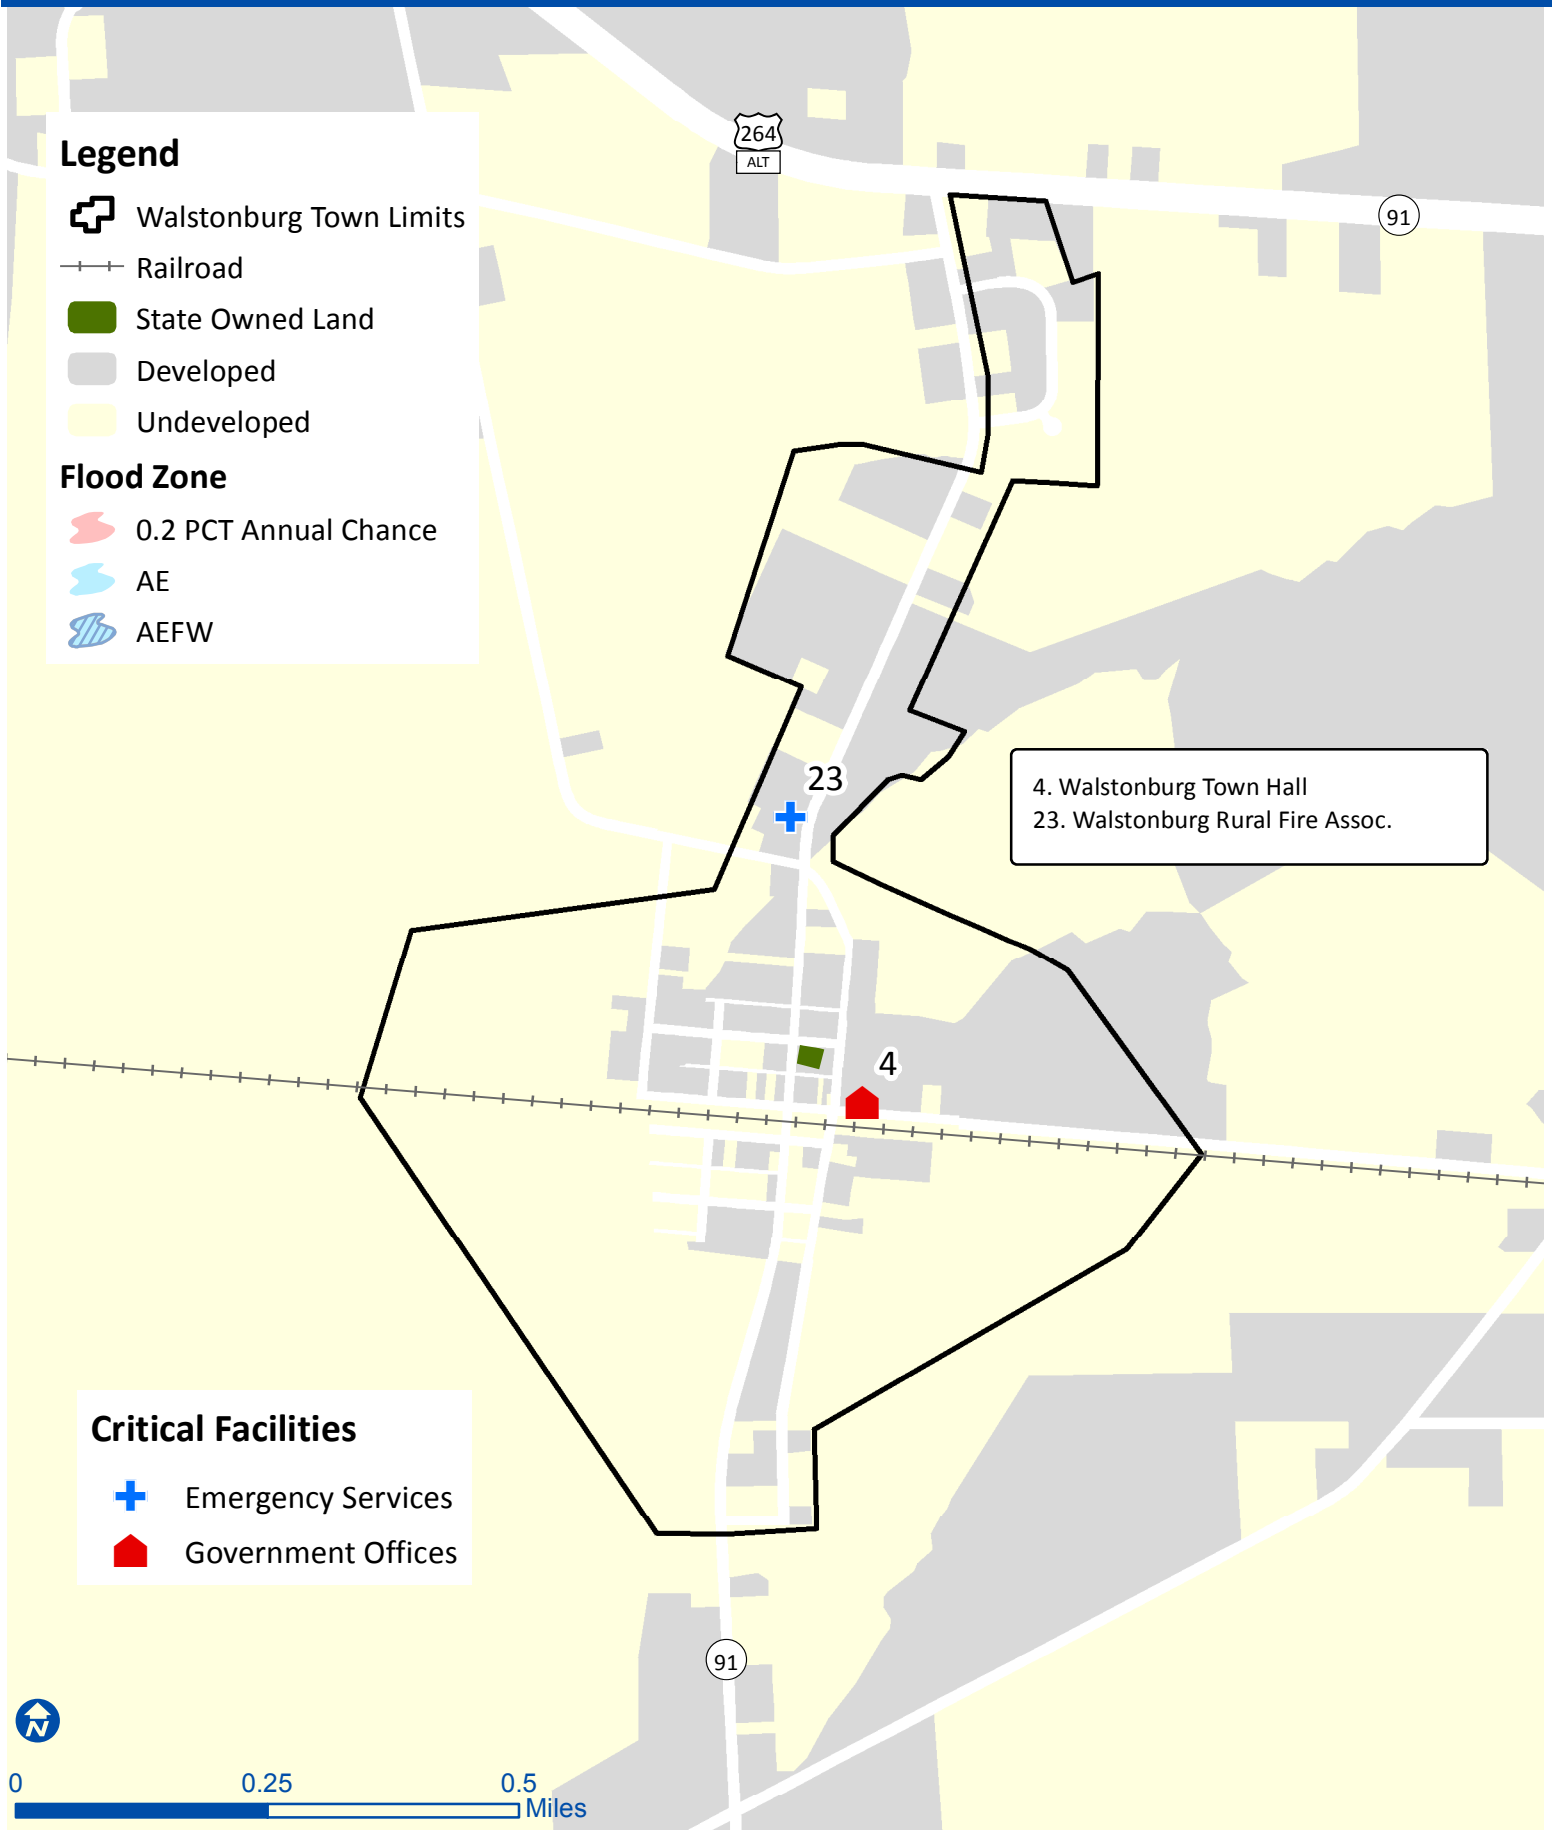 264
ALT
91
Legend
Walstonburg Town Limits
Railroad
State Owned Land
Developed
Undeveloped
Flood Zone
0.2 PCT Annual Chance
AE
AEFW
23
4. Walstonburg Town Hall
23. Walstonburg Rural Fire Assoc.
4
Critical Facilities
Emergency Services
Government Offices
91
N
0 0.25 0.5
Miles